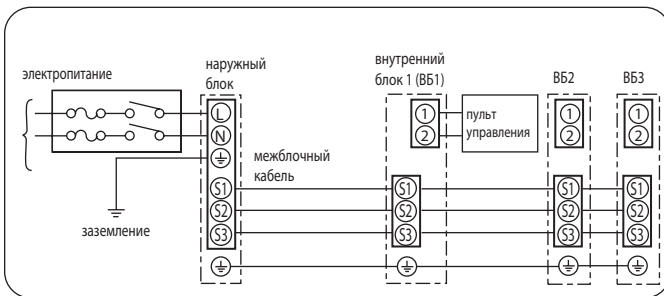 электропитание
наружный
блок
внутренний
блок 1 (ВБ1)
ВБ2
ВБ3
L
N
1
2
пульт
управления
1
2
1
2
заземление
межблочный
кабель
S1
S2
S3
S1
S2
S3
S1
S2
S3
S1
S2
S3